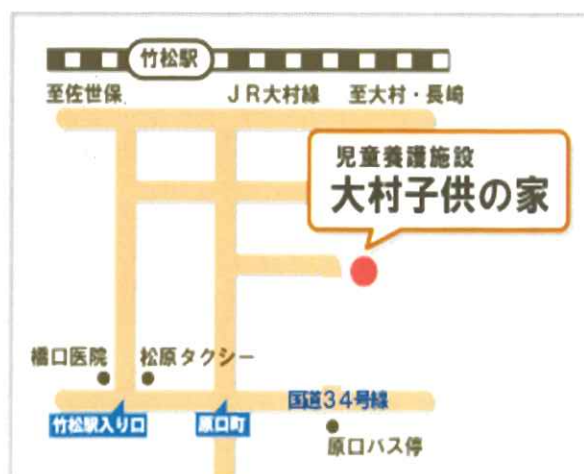 竹松駅
至佐世保
JR大村線
至大村・長崎
児童養護施設
大村子供の家
橋口医院
松原タクシー
国道34号線
竹松駅入り口
原口町
原口バス停